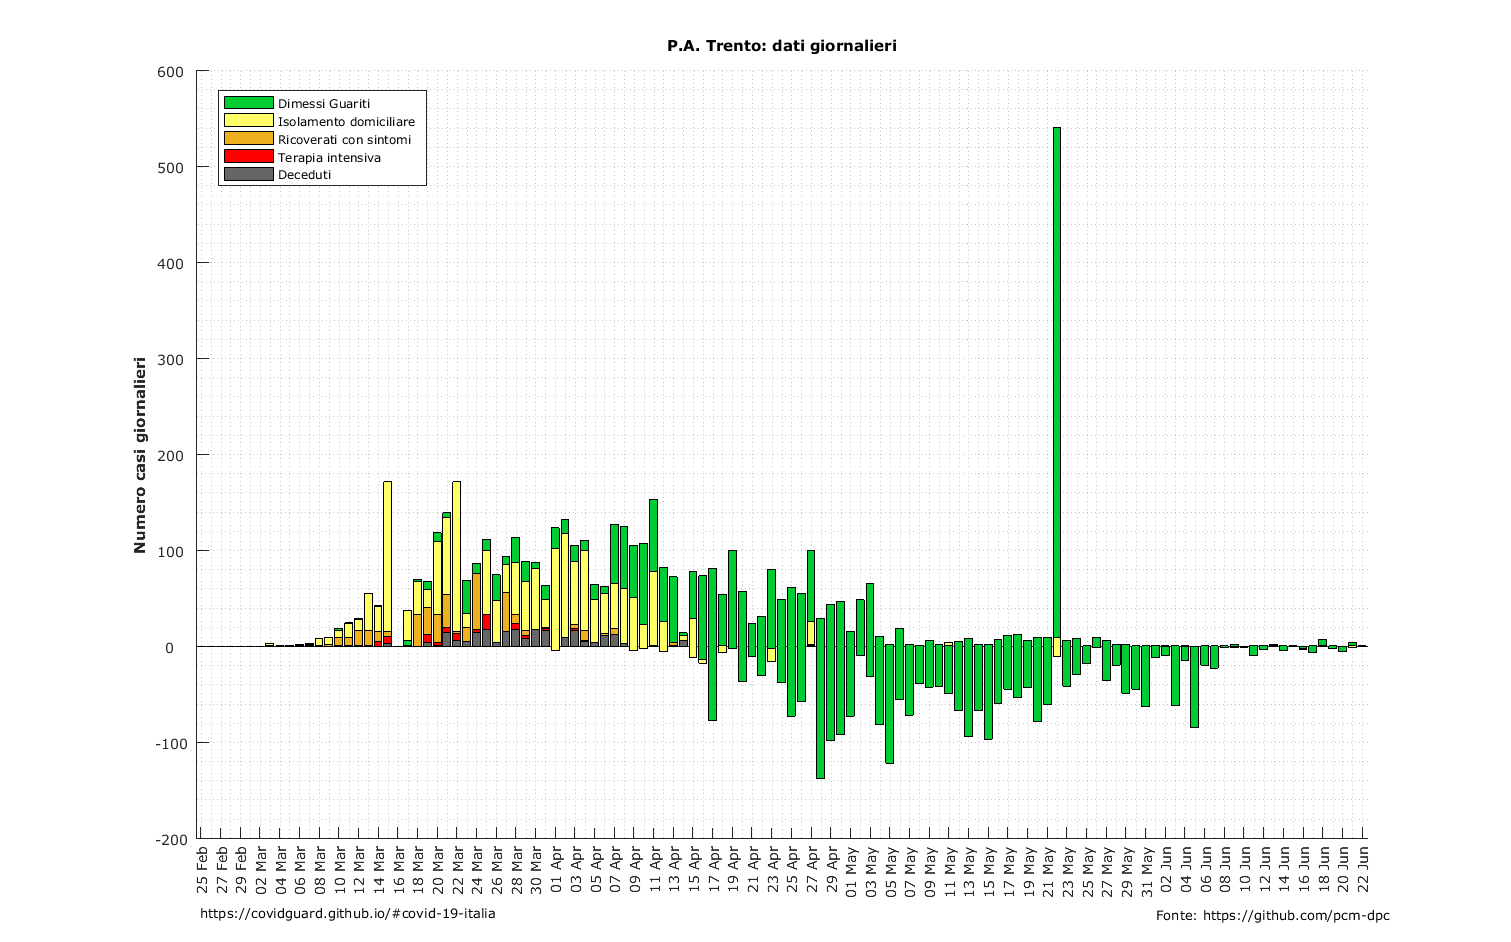 P.A. Trento: dati giornalieri
600
500
400
300
200
100
0
-100
-200
Numero casi giornalieri
Dimessi Guariti
Isolamento domiciliare
Ricoverati con sintomi
Terapia intensiva
Deceduti
25 Feb
27 Feb
29 Feb
02 Mar
04 Mar
06 Mar
08 Mar
10 Mar
12 Mar
14 Mar
16 Mar
18 Mar
20 Mar
22 Mar
24 Mar
26 Mar
28 Mar
30 Mar
01 Apr
03 Apr
05 Apr
07 Apr
09 Apr
11 Apr
13 Apr
15 Apr
17 Apr
19 Apr
21 Apr
23 Apr
25 Apr
27 Apr
29 Apr
01 May
03 May
05 May
07 May
09 May
11 May
13 May
15 May
17 May
19 May
21 May
23 May
25 May
27 May
29 May
31 May
02 Jun
04 Jun
06 Jun
08 Jun
10 Jun
12 Jun
14 Jun
16 Jun
18 Jun
20 Jun
22 Jun
https://covidguard.github.io/#covid-19-italia
Fonte: https://github.com/pcm-dpc